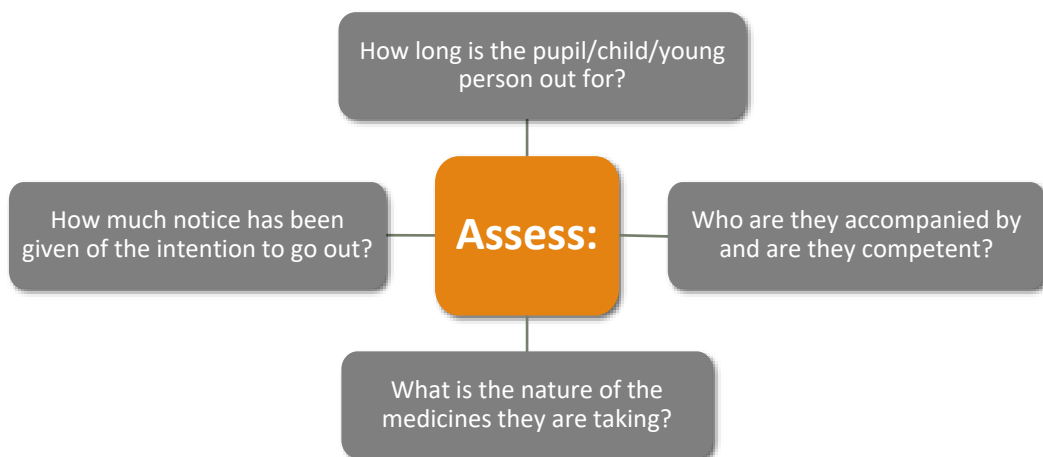 How long is the pupil/child/young
person out for?
How much notice has been
given of the intention to go out?
Assess:
Who are they accompanied by
and are they competent?
What is the nature of the
medicines they are taking?